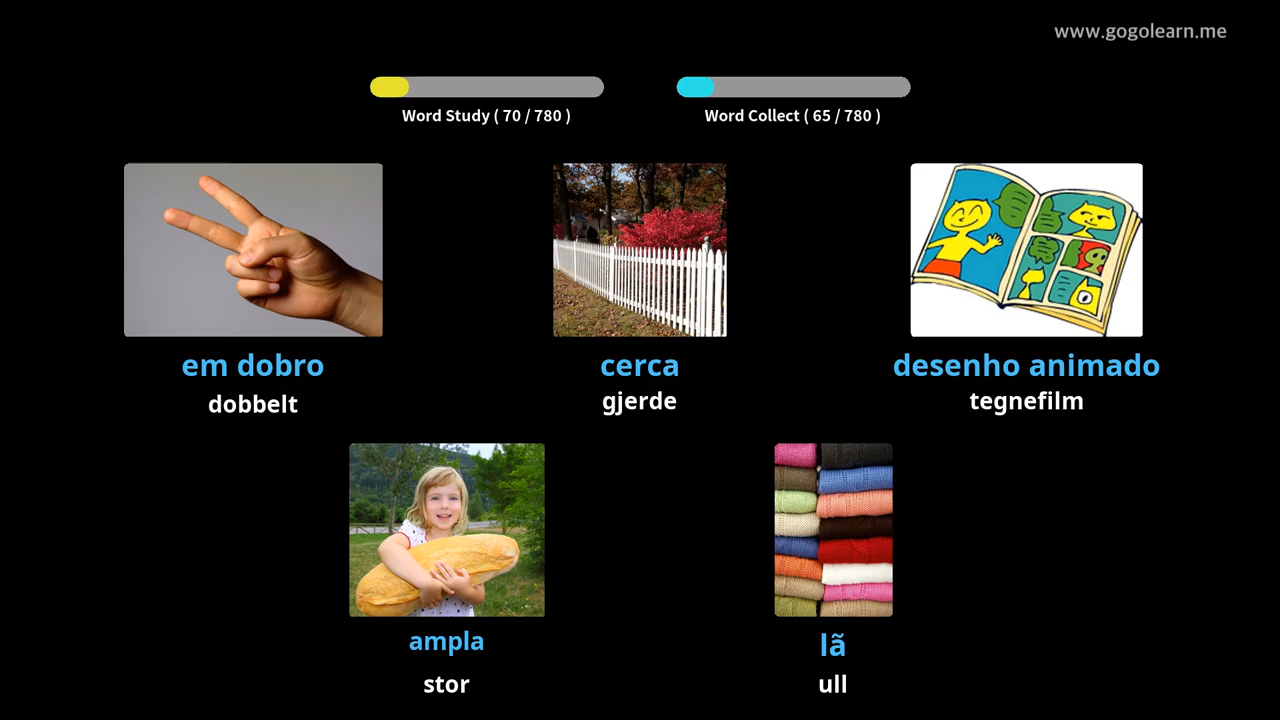 www.gogolearn.me
Word Study ( 70 / 780 )
Word Collect ( 65 / 780 )
em dobro
dobbelt
cerca
gjerde
desenho animado
tegnefilm
ampla
stor
lã
ull